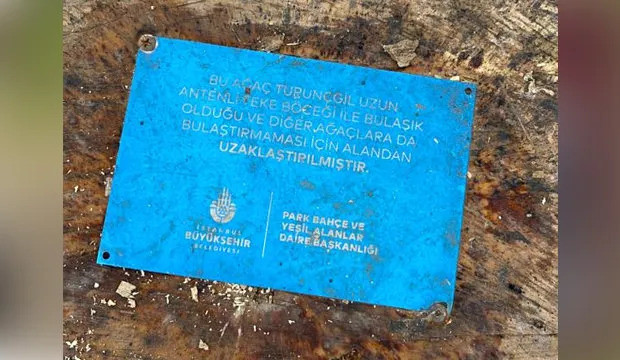 BU AĞAÇ TURUNÇGİL UZUN
ANTENLİ TEKE BÖCEĞİ İLE BULAŞIK
OLDUĞU VE DİĞER AĞAÇLARA DA
BULAŞTIRMAMASI İÇİN ALANDAN
UZAKLAŞTIRILMIŞTIR.
İSTANBUL
BÜYÜKŞEHİR
BELEDİYESİ
PARK BAHÇE VE
YEŞİL ALANLAR
DAİRE BAŞKANLIĞI